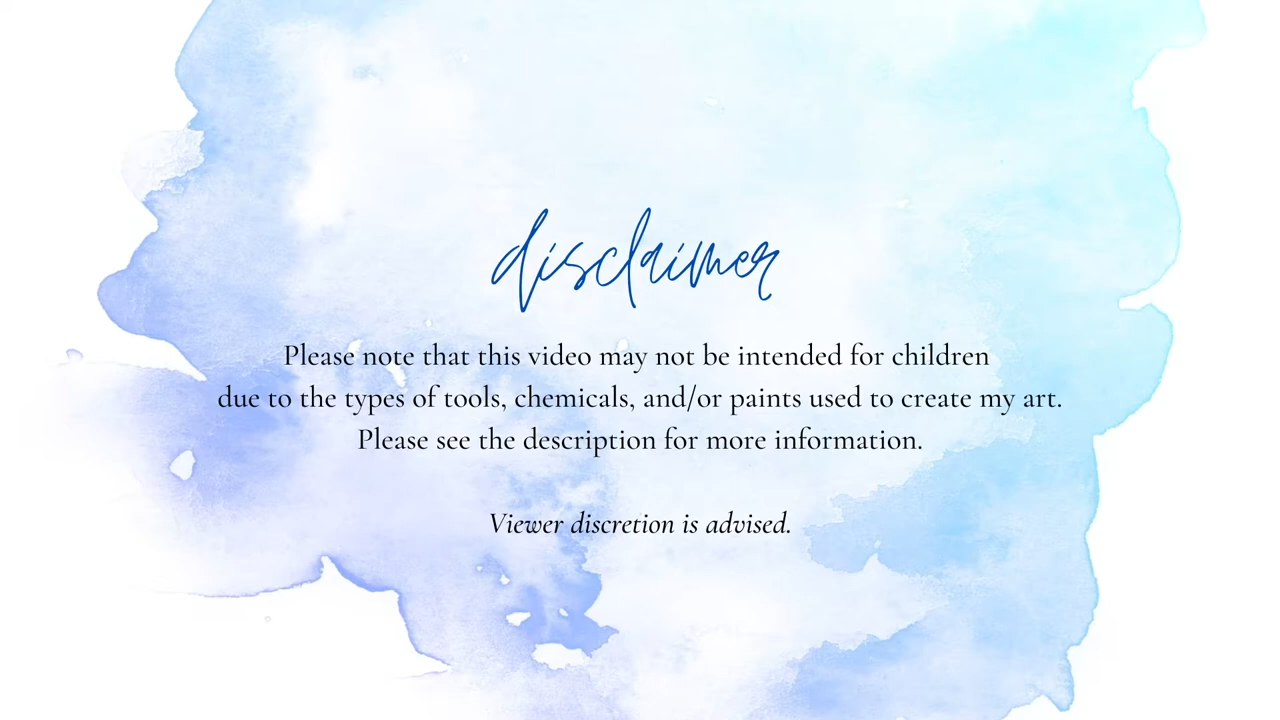 disclaimer
Please note that this video may not be intended for children
due to the types of tools, chemicals, and/or paints used to create my art.
Please see the description for more information.
Viewer discretion is advised.